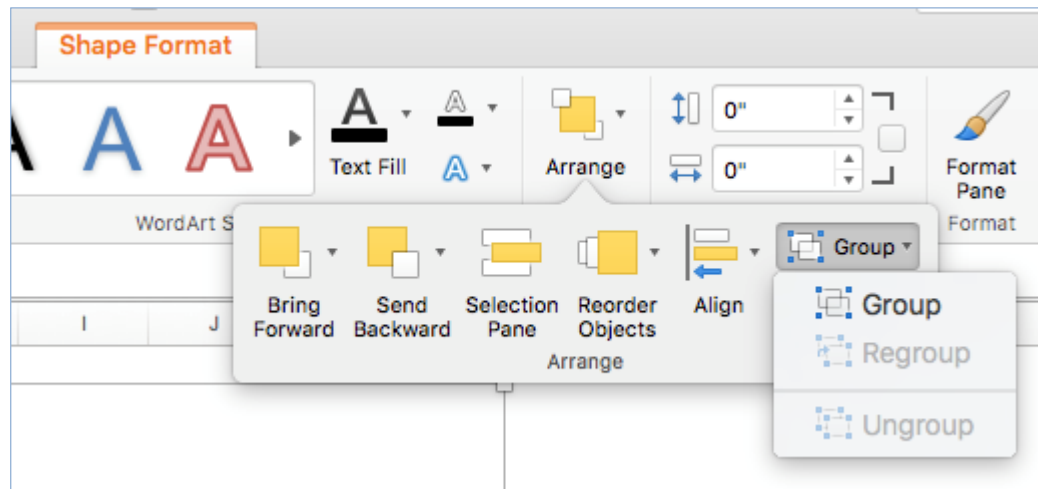 Shape Format
A A A
A
A
0"
Text Fill
A
Arrange
0"
Format
Pane
WordArt S
Format
Bring
Forward
Send
Backward
Selection
Pane
Reorder
Objects
Align
Group
Arrange
Group
Regroup
Ungroup
I
J